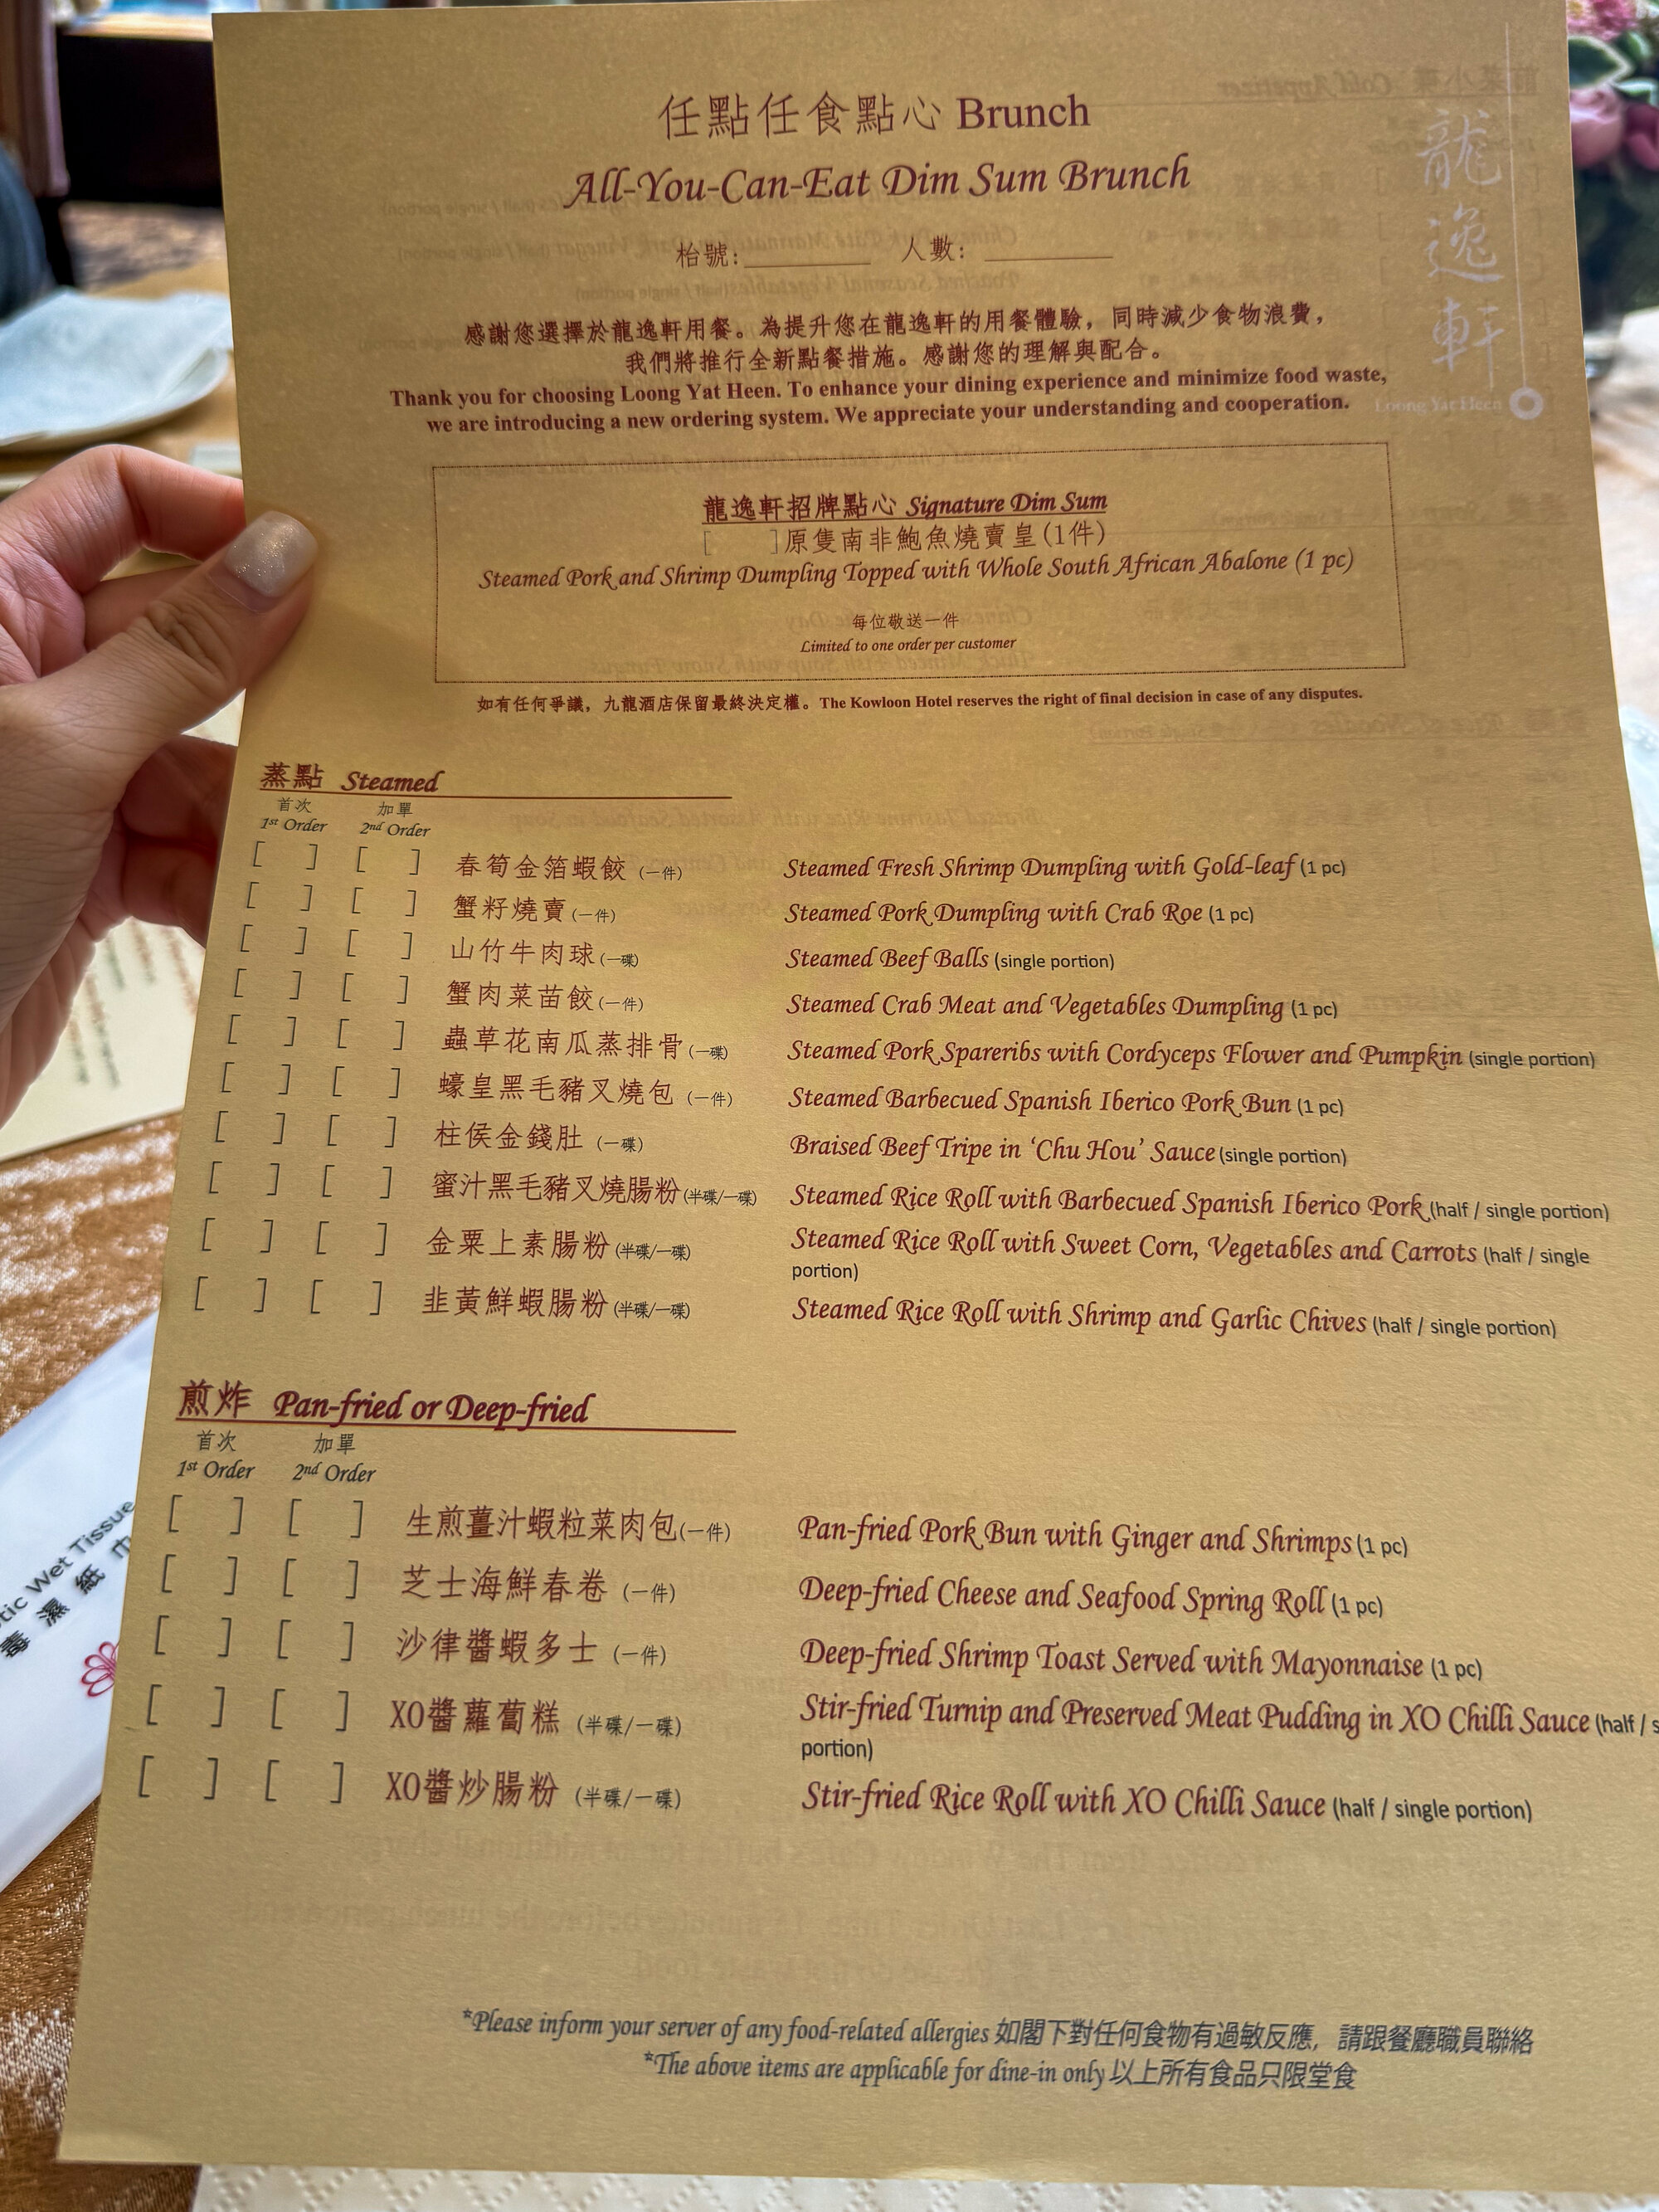 任點任食點心 Brunch
All-You-Can-Eat Dim Sum Brunch
枱號:__________ 人數: __________
感謝您選擇於龍逸軒用餐。為提升您在龍逸軒的用餐體驗，同時減少食物浪費，
我們將推行全新點餐措施。感謝您的理解與配合。
Thank you for choosing Loong Yat Heen. To enhance your dining experience and minimize food waste,
we are introducing a new ordering system. We appreciate your understanding and cooperation.
龍逸軒
Loong Yat Heen
龍逸軒招牌點心 Signature Dim Sum
[ ]原隻南非鮑魚燒賣皇(1件)
Steamed Pork and Shrimp Dumpling Topped with Whole South African Abalone (1 pc)
每位敬送一件
Limited to one order per customer
如有任何爭議，九龍酒店保留最終決定權。The Kowloon Hotel reserves the right of final decision in case of any disputes.
蒸點 Steamed
首次 加單
1st Order 2nd Order
[ ] [ ] 春筍金箔蝦餃 (一件) Steamed Fresh Shrimp Dumpling with Gold-leaf (1 pc)
[ ] [ ] 蟹籽燒賣 (一件) Steamed Pork Dumpling with Crab Roe (1 pc)
[ ] [ ] 山竹牛肉球 (一碟) Steamed Beef Balls (single portion)
[ ] [ ] 蟹肉菜苗餃 (一件) Steamed Crab Meat and Vegetables Dumpling (1 pc)
[ ] [ ] 蟲草花南瓜蒸排骨 (一碟) Steamed Pork Spareribs with Cordyceps Flower and Pumpkin (single portion)
[ ] [ ] 蠔皇黑毛豬叉燒包 (一件) Steamed Barbecued Spanish Iberico Pork Bun (1 pc)
[ ] [ ] 柱侯金錢肚 (一碟) Braised Beef Tripe in ‘Chu Hou’ Sauce (single portion)
[ ] [ ] 蜜汁黑毛豬叉燒腸粉 (半碟/一碟) Steamed Rice Roll with Barbecued Spanish Iberico Pork (half / single portion)
[ ] [ ] 金粟上素腸粉 (半碟/一碟) Steamed Rice Roll with Sweet Corn, Vegetables and Carrots (half / single
portion)
[ ] [ ] 韭黃鮮蝦腸粉 (半碟/一碟) Steamed Rice Roll with Shrimp and Garlic Chives (half / single portion)
煎炸 Pan-fried or Deep-fried
首次 加單
1st Order 2nd Order
[ ] [ ] 生煎薑汁蝦粒菜肉包(一件) Pan-fried Pork Bun with Ginger and Shrimps (1 pc)
[ ] [ ] 芝士海鮮春卷 (一件) Deep-fried Cheese and Seafood Spring Roll (1 pc)
[ ] [ ] 沙律醬蝦多士 (一件) Deep-fried Shrimp Toast Served with Mayonnaise (1 pc)
[ ] [ ] XO醬蘿蔔糕 (半碟/一碟) Stir-fried Turnip and Preserved Meat Pudding in XO Chilli Sauce (half / s
portion)
[ ] [ ] XO醬炒腸粉 (半碟/一碟) Stir-fried Rice Roll with XO Chilli Sauce (half / single portion)
*Please inform your server of any food-related allergies 如閣下對任何食物有過敏反應，請跟餐廳職員聯絡
*The above items are applicable for dine-in only 以上所有食品只限堂食
tic Wet Tissue
毒濕紙巾